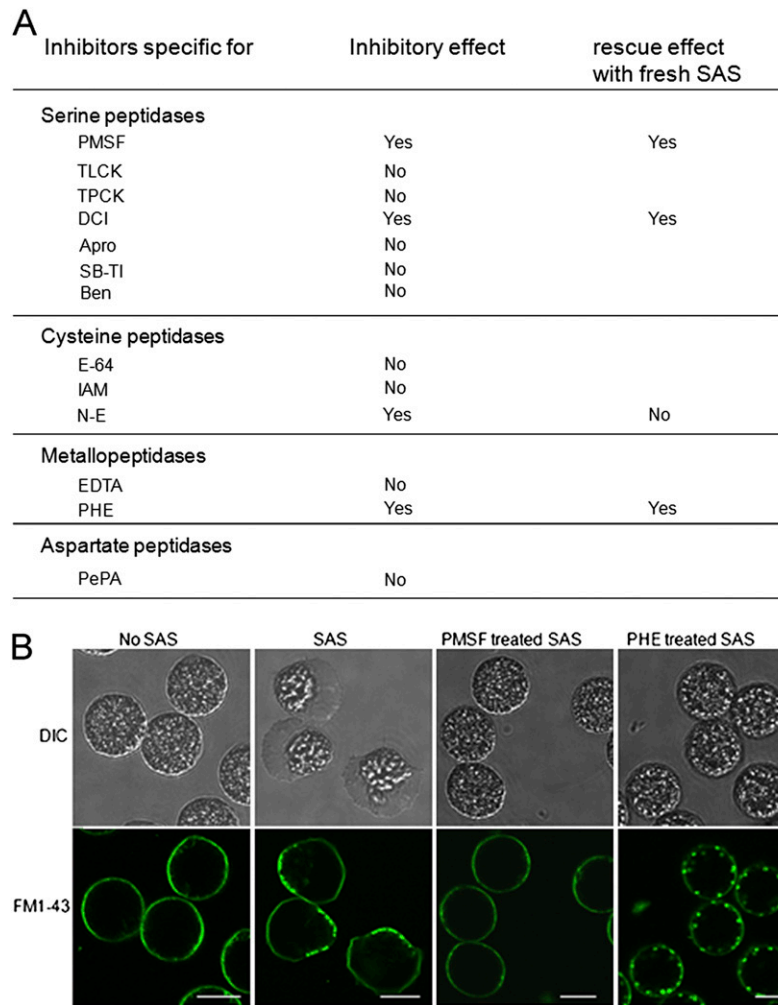 A
Inhibitors specific for Inhibitory effect rescue effect
with fresh SAS
Serine peptidases
PMSF Yes Yes
TLCK No
TPCK No
DCI Yes Yes
Apro No
SB-TI No
Ben No
Cysteine peptidases
E-64 No
IAM No
N-E Yes No
Metallopeptidases
EDTA No
PHE Yes Yes
Aspartate peptidases
PePA No
B
No SAS SAS PMSF treated SAS PHE treated SAS
DIC
FM1-43